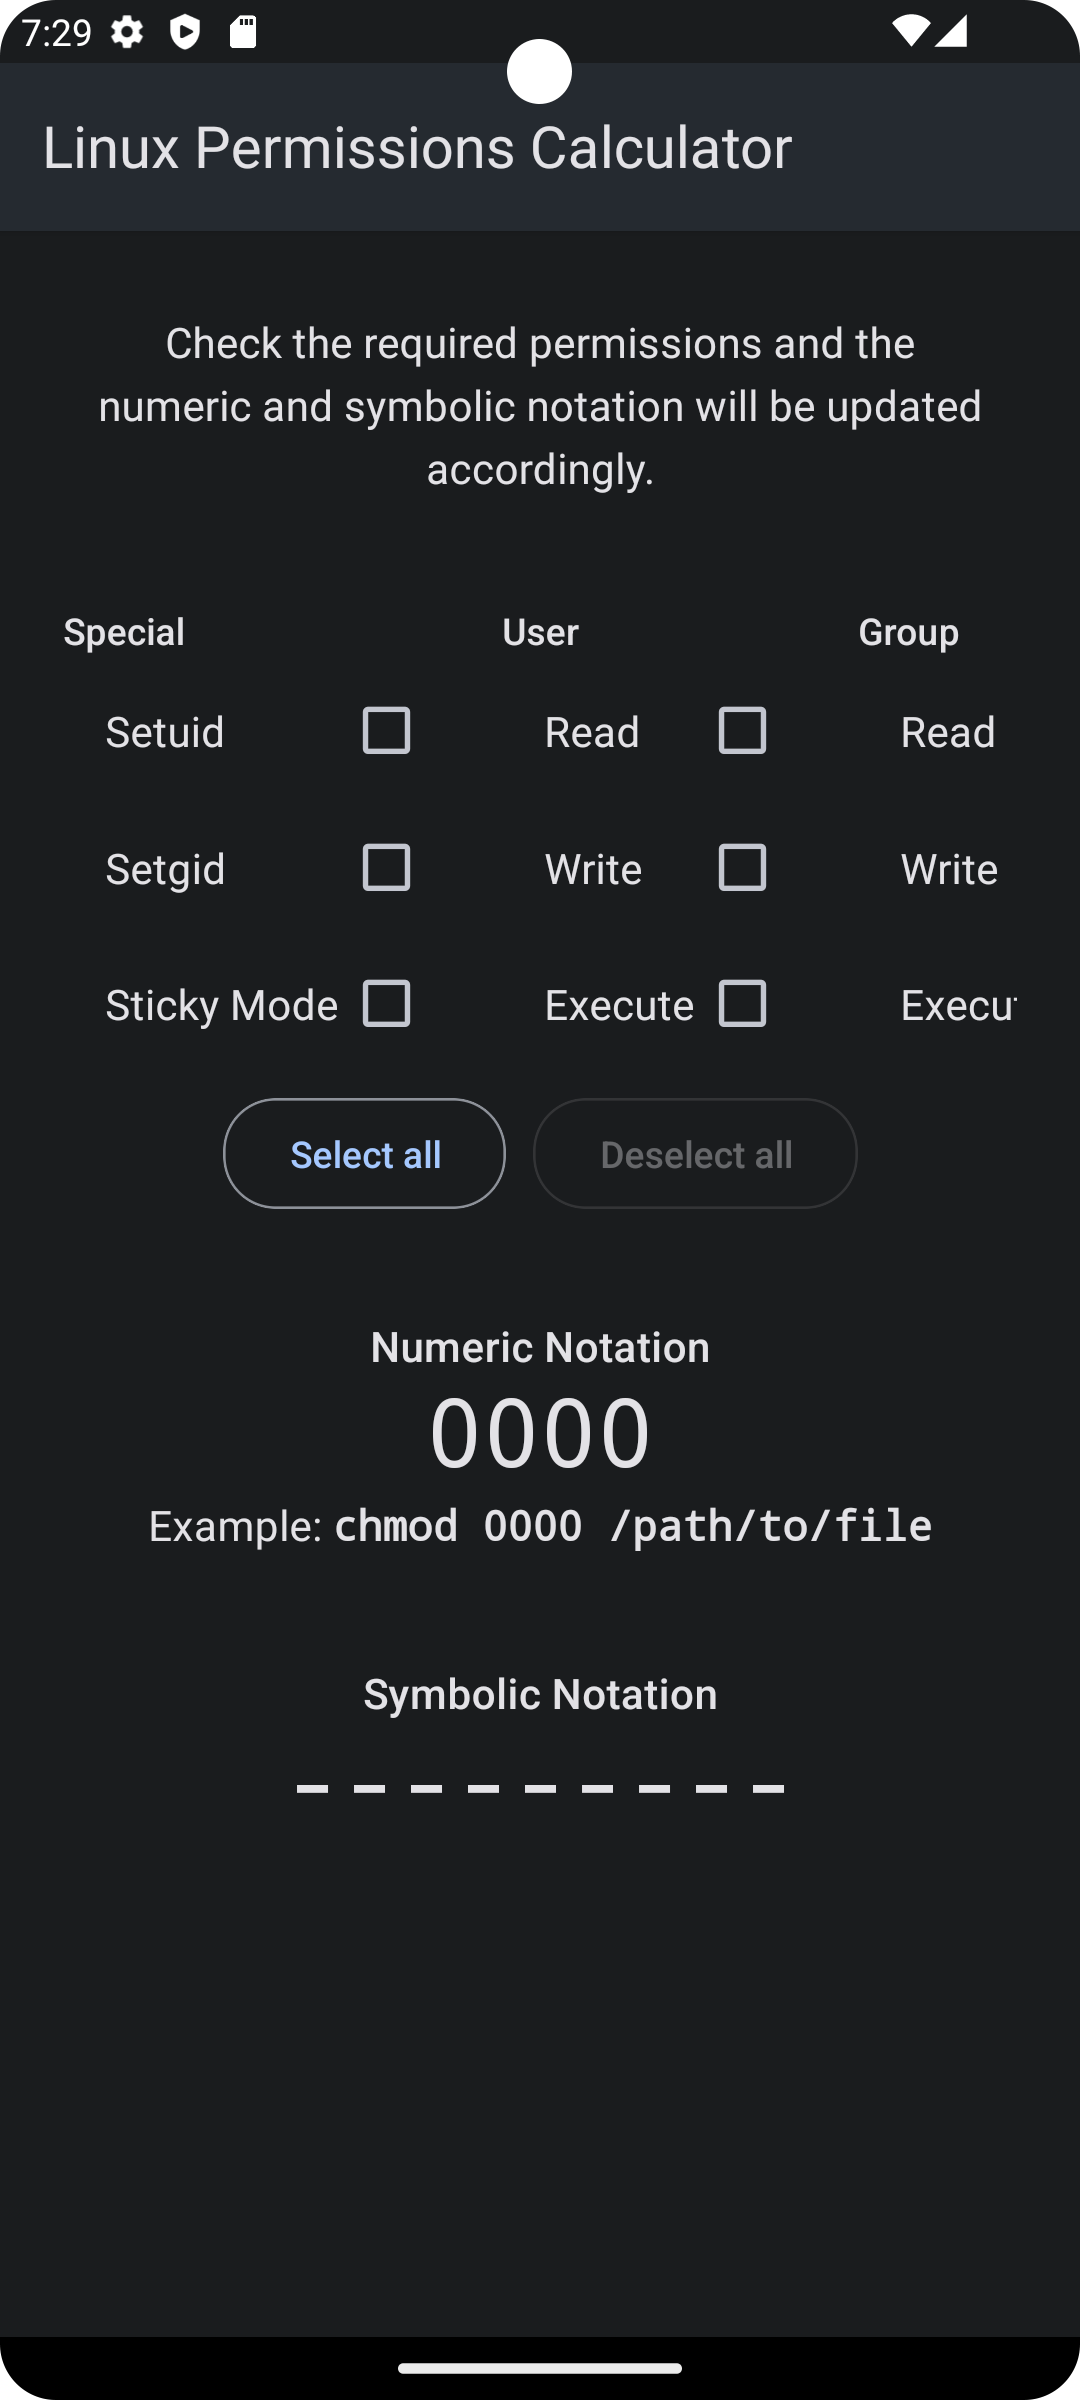 7:29
Linux Permissions Calculator
Check the required permissions and the
numeric and symbolic notation will be updated
accordingly.
Special User Group
Setuid Read Read
Setgid Write Write
Sticky Mode Execute Execu
Select all Deselect all
Numeric Notation
0000
Example: chmod 0000 /path/to/file
Symbolic Notation
- - - - - - - - -